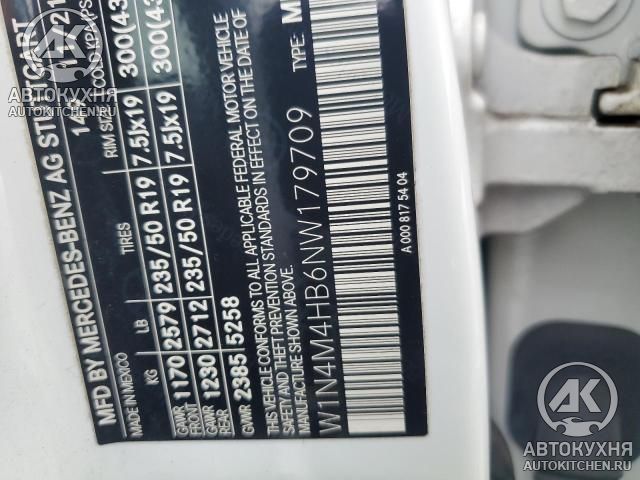 MFD BY MERCEDES-BENZ AG STUTTGART
MADE IN MEXICO
KG LB TIRES RIM SIZE COLD KPA/PSI
GAWR FRONT 1170 2579 235/50 R19 7.5Jx19 300(43
GAWR REAR 1230 2712 235/50 R19 7.5Jx19 300(43
GVWR 2385 5258
THIS VEHICLE CONFORMS TO ALL APPLICABLE FEDERAL MOTOR VEHICLE
SAFETY AND THEFT PREVENTION STANDARDS IN EFFECT ON THE DATE OF
MANUFACTURE SHOWN ABOVE.
W1N4M4HB6NW179709
A 000 817 54 04
АВТОКУХНЯ
AUTOKITCHEN.RU
АК
АВТОКУХНЯ
AUTOKITCHEN.RU